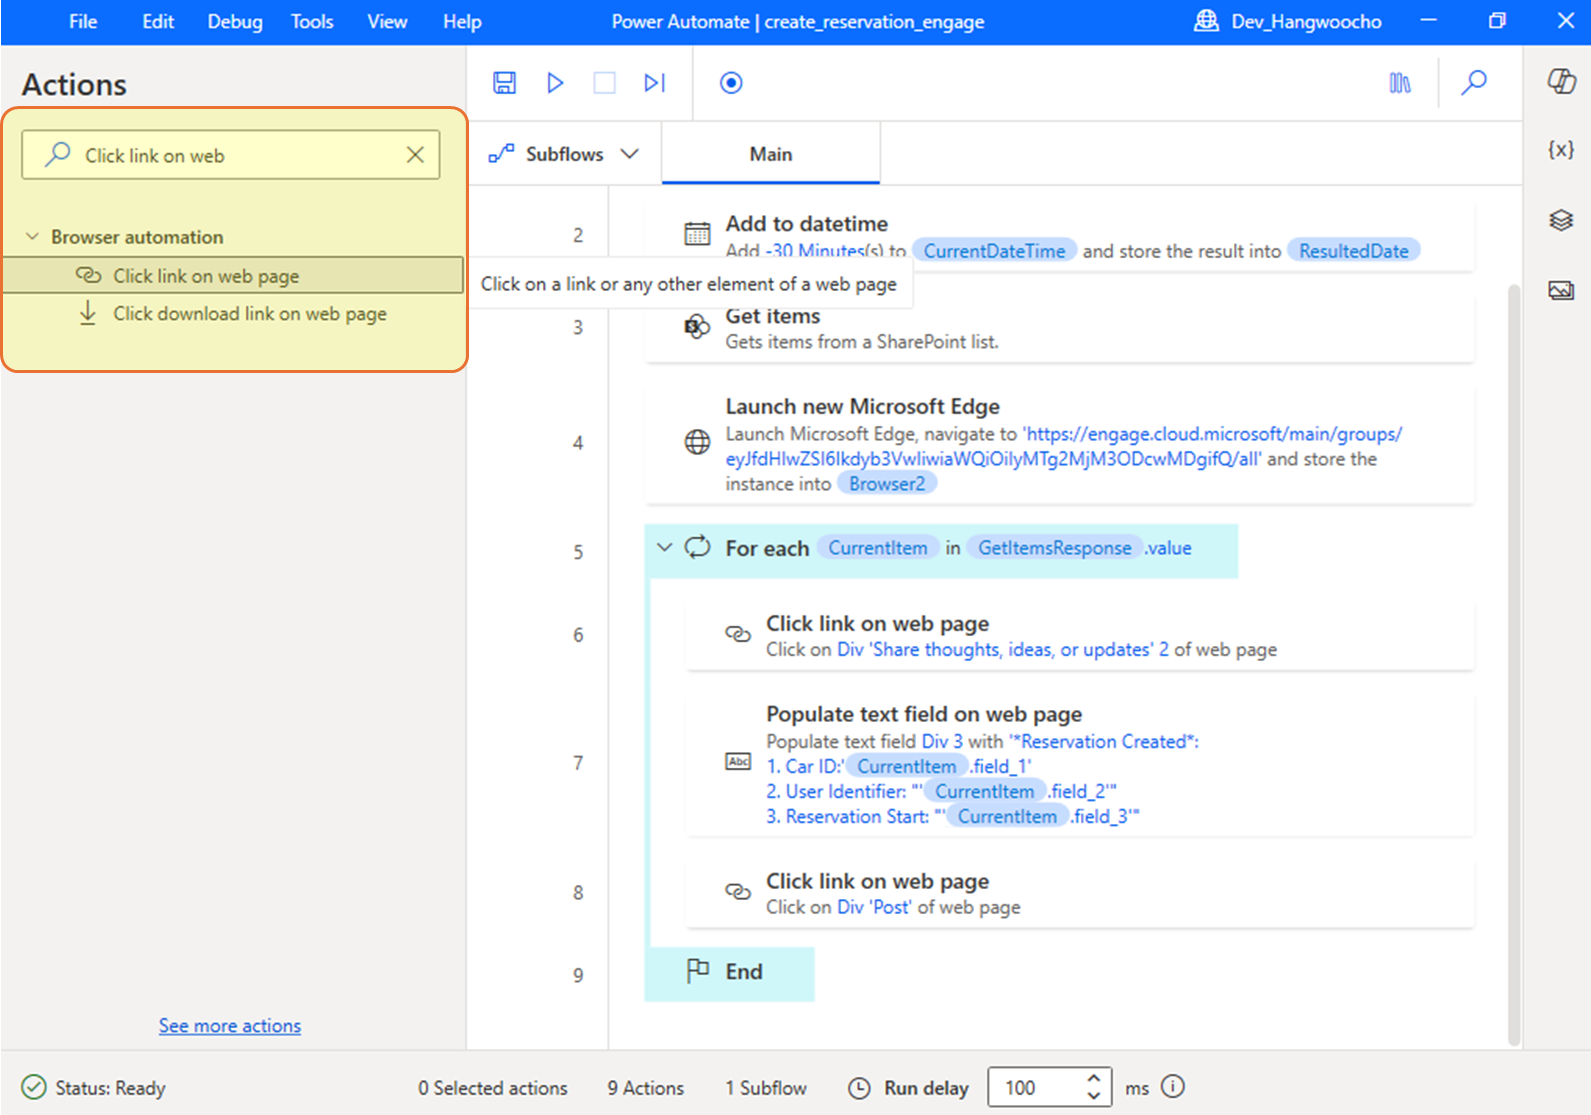 File Edit Debug Tools View Help Power Automate | create_reservation_engage Dev_Hangwoocho
Actions
Click link on web
Browser automation
Click link on web page
Click download link on web page
See more actions
Subflows Main
2 Add to datetime
Add -30 Minutes(s) to CurrentDateTime and store the result into ResultedDate
Click on a link or any other element of a web page
3 Get items
Gets items from a SharePoint list.
4 Launch new Microsoft Edge
Launch Microsoft Edge, navigate to 'https://engage.cloud.microsoft/main/groups/
eyJfdHlwZSI6Ikdyb3VwIiwiaWQiOiIyMTg2MjM3ODcwMDgifQ/all' and store the
instance into Browser2
5 For each CurrentItem in GetItemsResponse .value
6 Click link on web page
Click on Div 'Share thoughts, ideas, or updates' 2 of web page
7 Populate text field on web page
Populate text field Div 3 with '*Reservation Created*:
1. Car ID:' CurrentItem .field_1'
2. User Identifier: "' CurrentItem .field_2'"
3. Reservation Start: "' CurrentItem .field_3'"
8 Click link on web page
Click on Div 'Post' of web page
9 End
{x}
Status: Ready 0 Selected actions 9 Actions 1 Subflow Run delay 100 ms